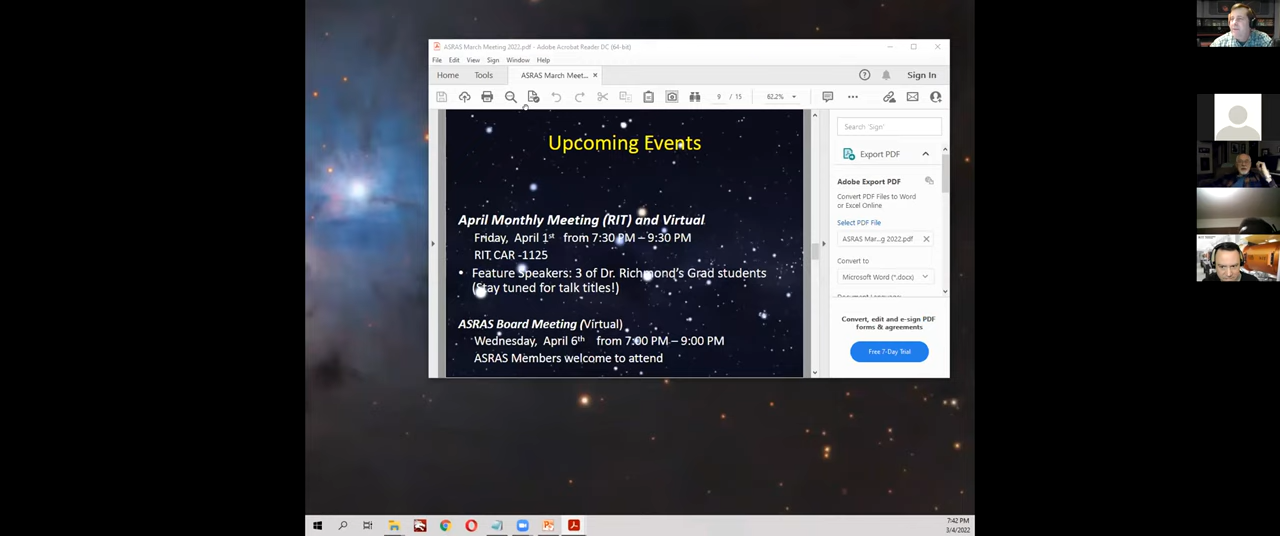 ASRAS March Meeting 2022.pdf - Adobe Acrobat Reader DC (64-bit)
File Edit View Sign Window Help
Home Tools ASRAS March Meet... × Sign In
9 / 15 62.2%
Upcoming Events
April Monthly Meeting (RIT) and Virtual
Friday, April 1st from 7:30 PM – 9:30 PM
RIT CAR -1125
• Feature Speakers: 3 of Dr. Richmond's Grad students
(Stay tuned for talk titles!)
ASRAS Board Meeting (Virtual)
Wednesday, April 6th from 7:00 PM – 9:00 PM
ASRAS Members welcome to attend
Search 'Sign'
Export PDF
Adobe Export PDF
Convert PDF Files to Word
or Excel Online
Select PDF File
ASRAS Mar...g 2022.pdf
Convert to
Microsoft Word (*.docx)
Document Language:
Convert, edit and e-sign PDF
forms & agreements
Free 7-Day Trial
7:42 PM
3/4/2022